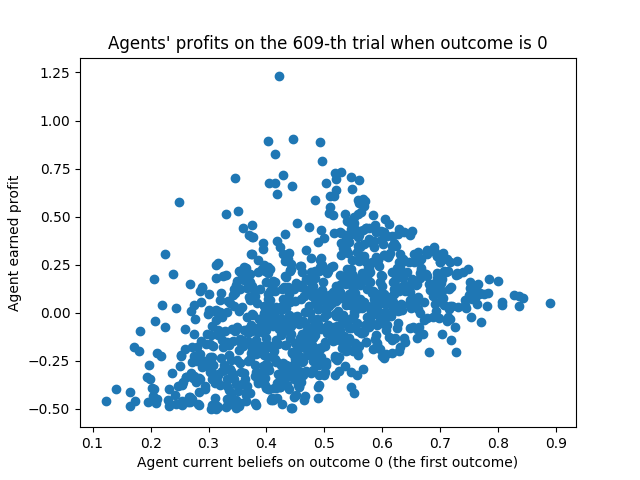 Agents' profits on the 609-th trial when outcome is 0
1.25
1.00
0.75
0.50
0.25
0.00
−0.25
−0.50
Agent earned profit
0.1 0.2 0.3 0.4 0.5 0.6 0.7 0.8 0.9
Agent current beliefs on outcome 0 (the first outcome)